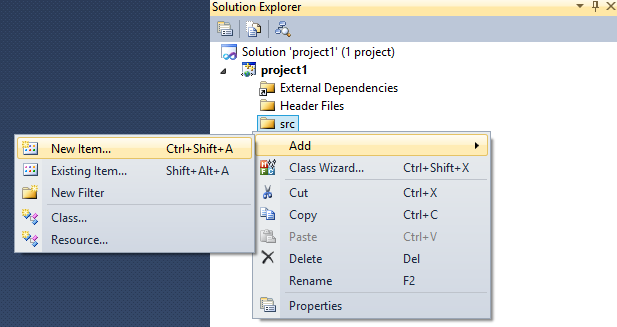 Solution Explorer
Solution 'project1' (1 project)
project1
External Dependencies
Header Files
src
New Item... Ctrl+Shift+A
Existing Item... Shift+Alt+A
New Filter
Class...
Resource...
Add
Class Wizard... Ctrl+Shift+X
Cut Ctrl+X
Copy Ctrl+C
Paste Ctrl+V
Delete Del
Rename F2
Properties